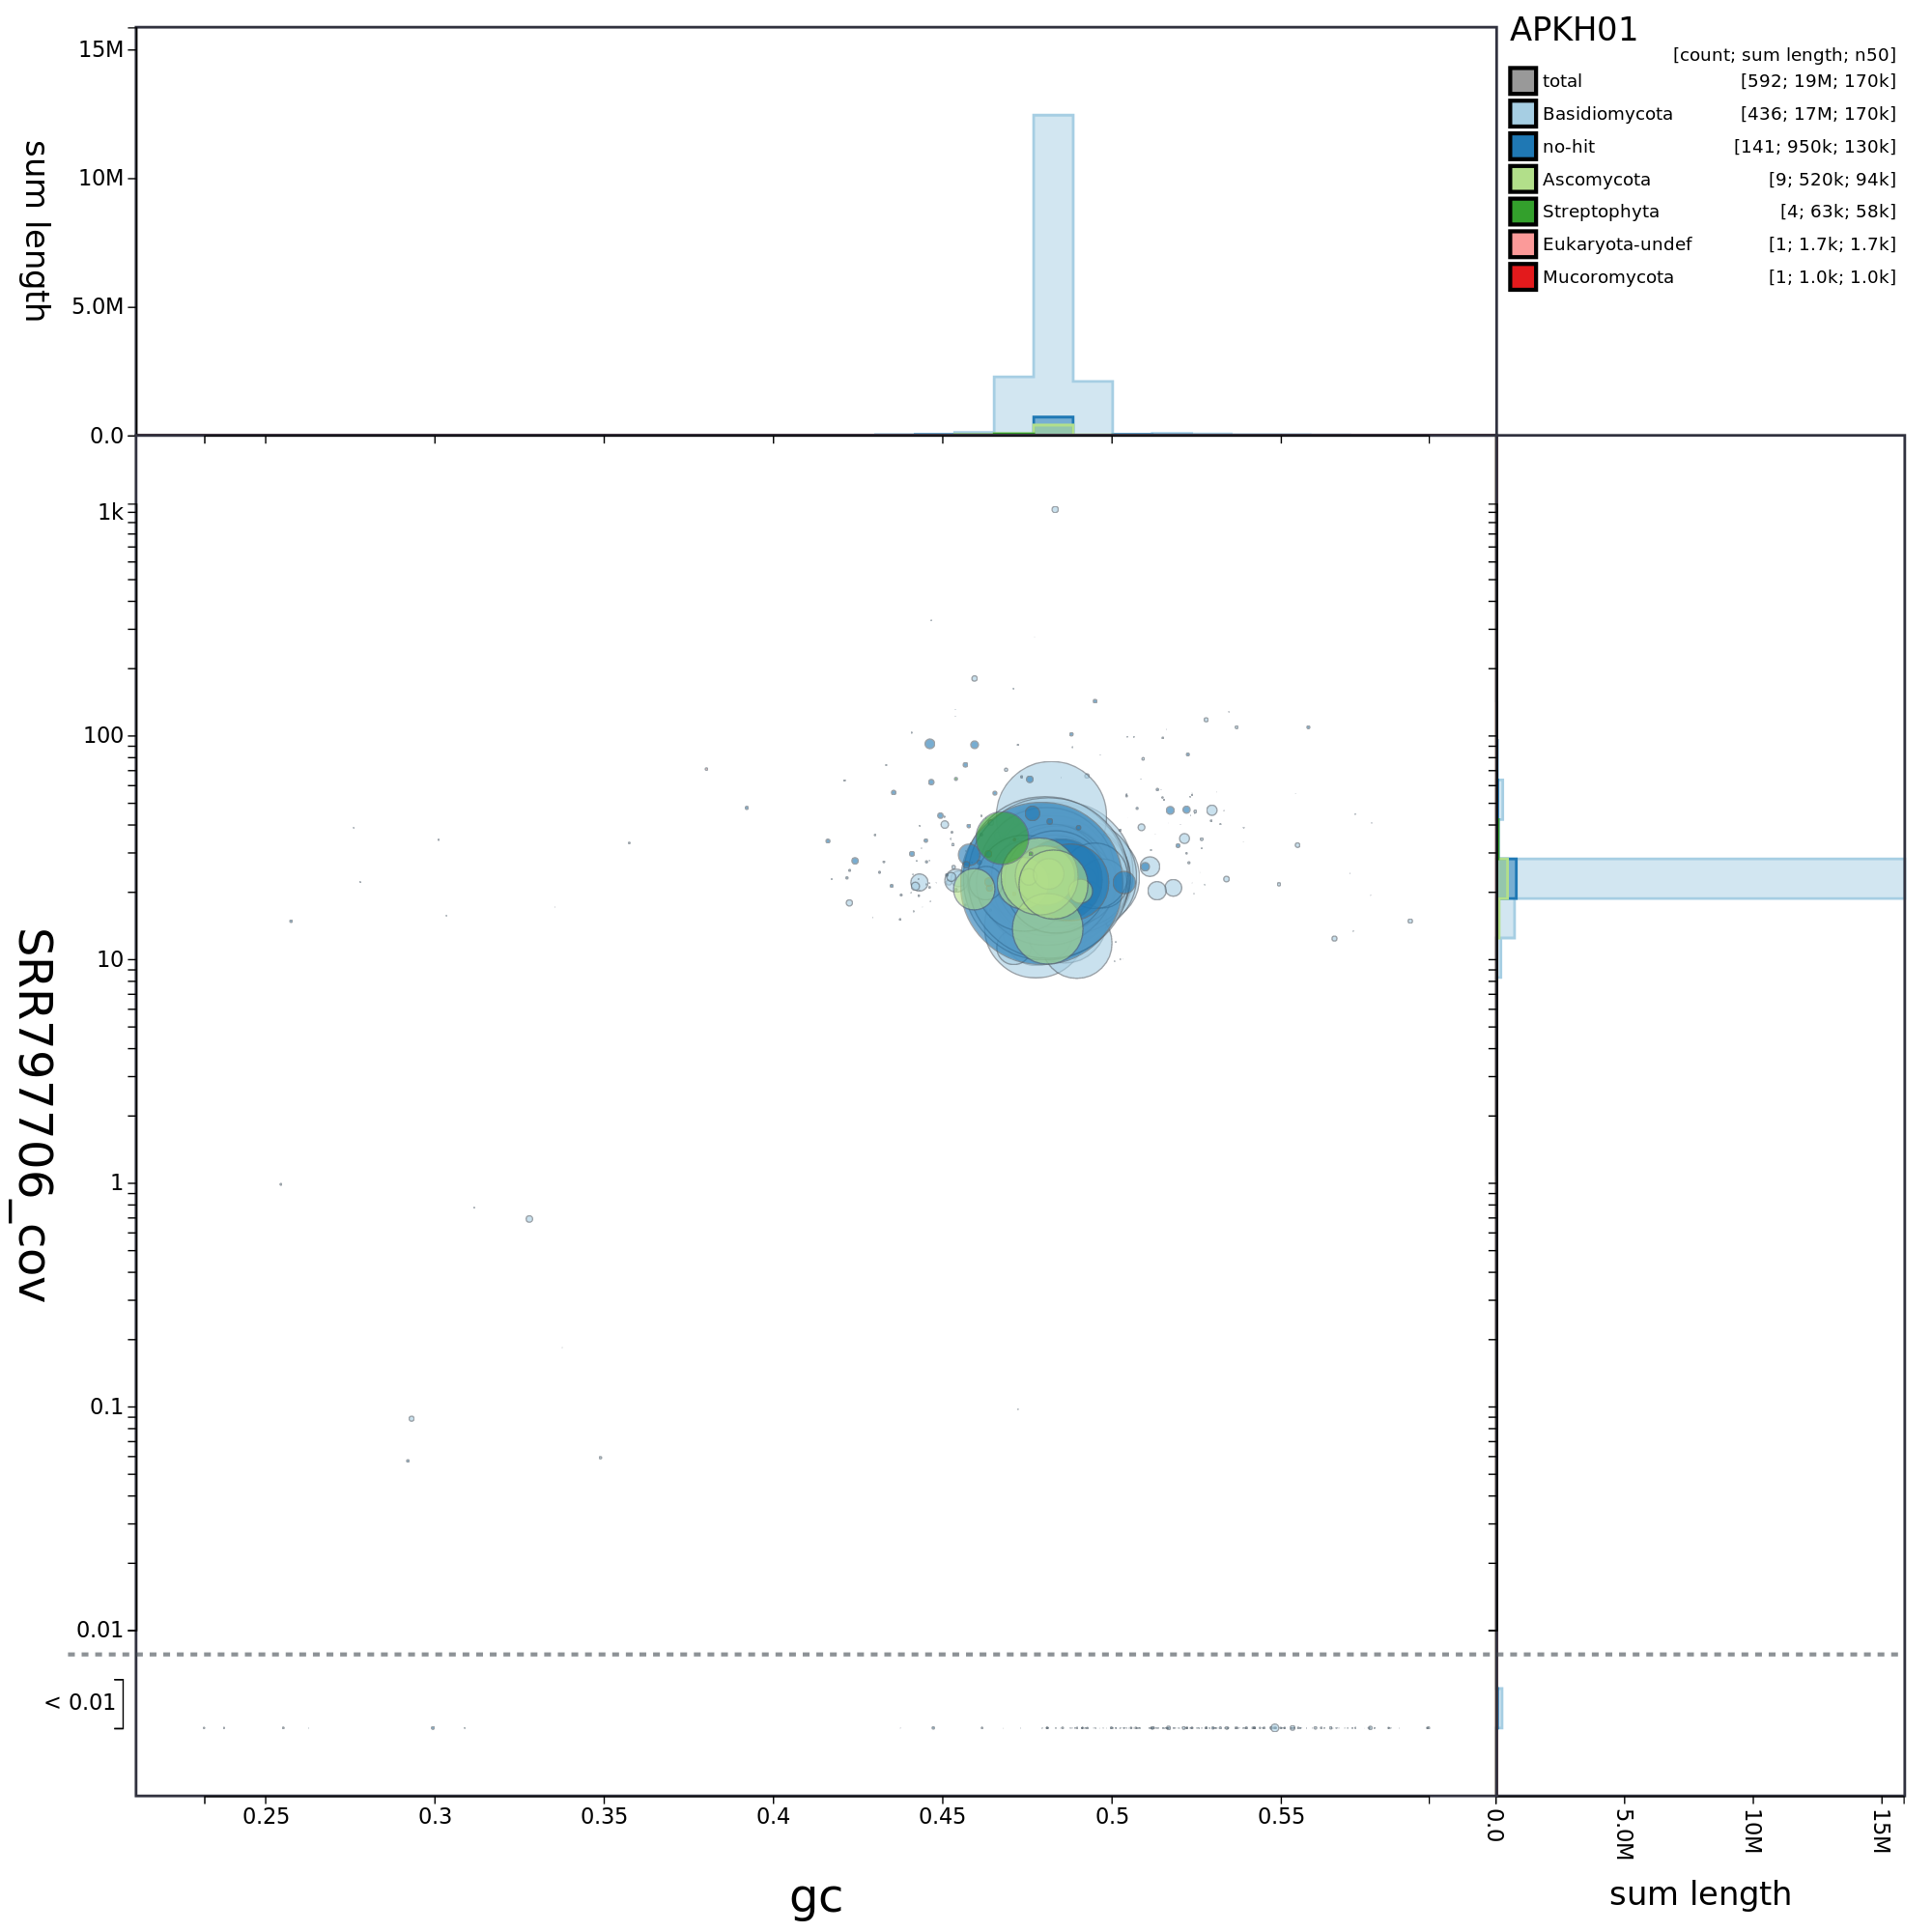 APKH01
[count; sum length; n50]
total [592; 19M; 170k]
Basidiomycota [436; 17M; 170k]
no-hit [141; 950k; 130k]
Ascomycota [9; 520k; 94k]
Streptophyta [4; 63k; 58k]
Eukaryota-undef [1; 1.7k; 1.7k]
Mucoromycota [1; 1.0k; 1.0k]
sum length
15M
10M
5.0M
0.0
SRR797706_cov
1k
100
10
1
0.1
0.01
< 0.01
0.25 0.3 0.35 0.4 0.45 0.5 0.55
gc
0.0 5.0M 10M 15M
sum length